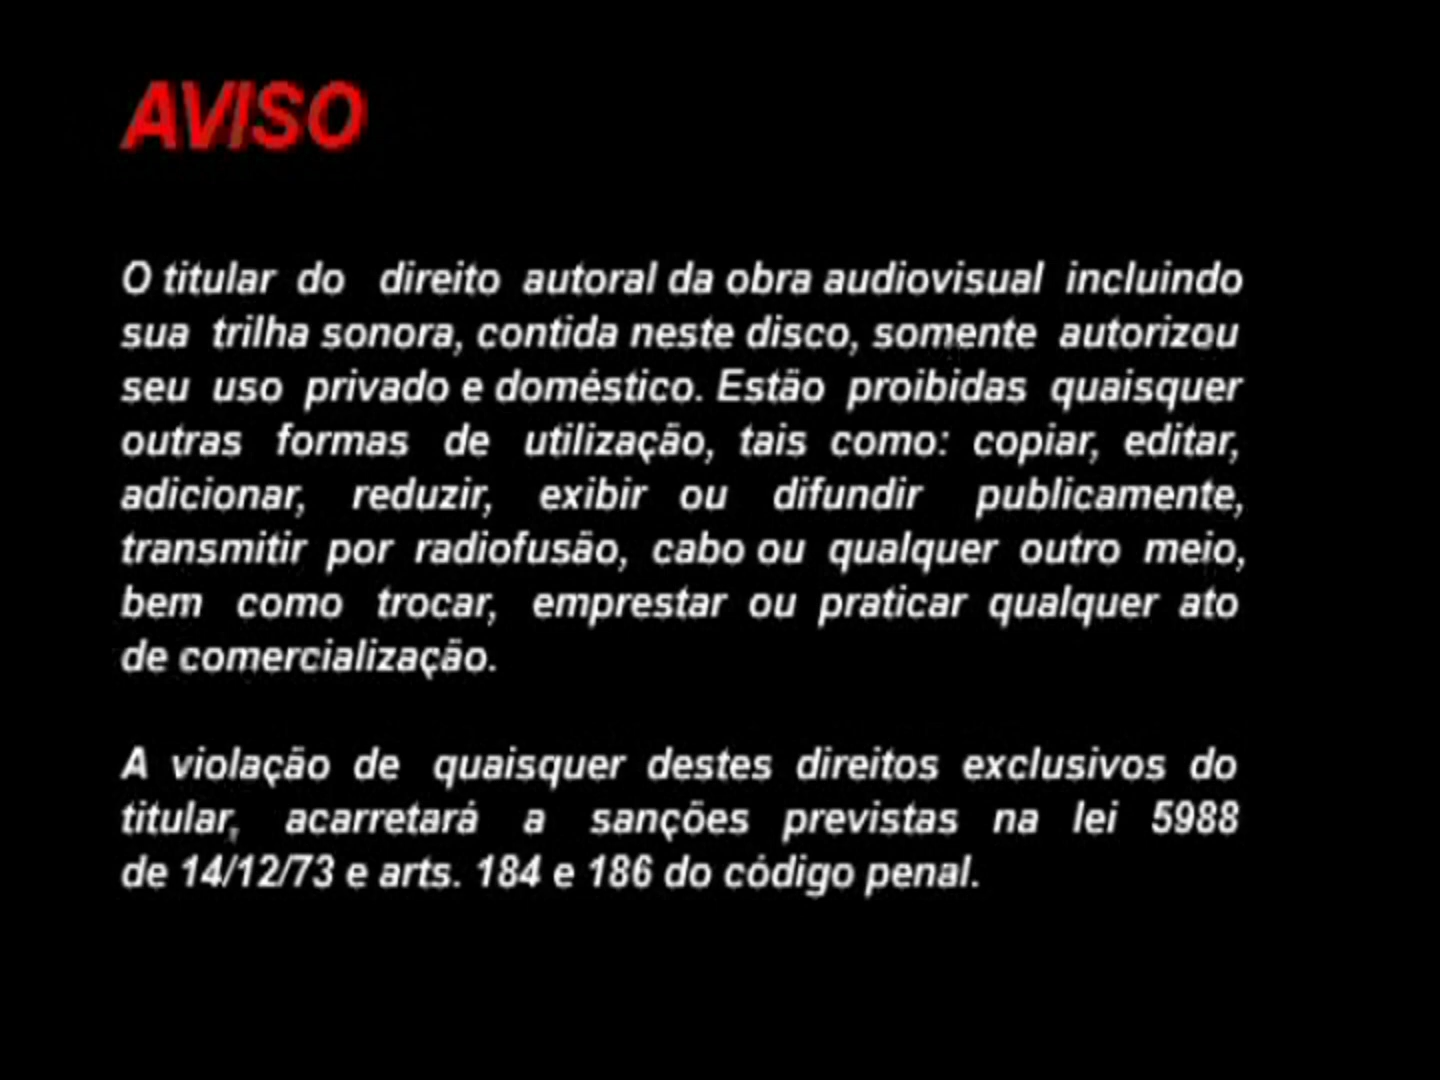 AVISO
O titular do direito autoral da obra audiovisual incluindo
sua trilha sonora, contida neste disco, somente autorizou
seu uso privado e doméstico. Estão proibidas quaisquer
outras formas de utilização, tais como: copiar, editar,
adicionar, reduzir, exibir ou difundir publicamente,
transmitir por radiofusão, cabo ou qualquer outro meio,
bem como trocar, emprestar ou praticar qualquer ato
de comercialização.
A violação de quaisquer destes direitos exclusivos do
titular, acarretará a sanções previstas na lei 5988
de 14/12/73 e arts. 184 e 186 do código penal.